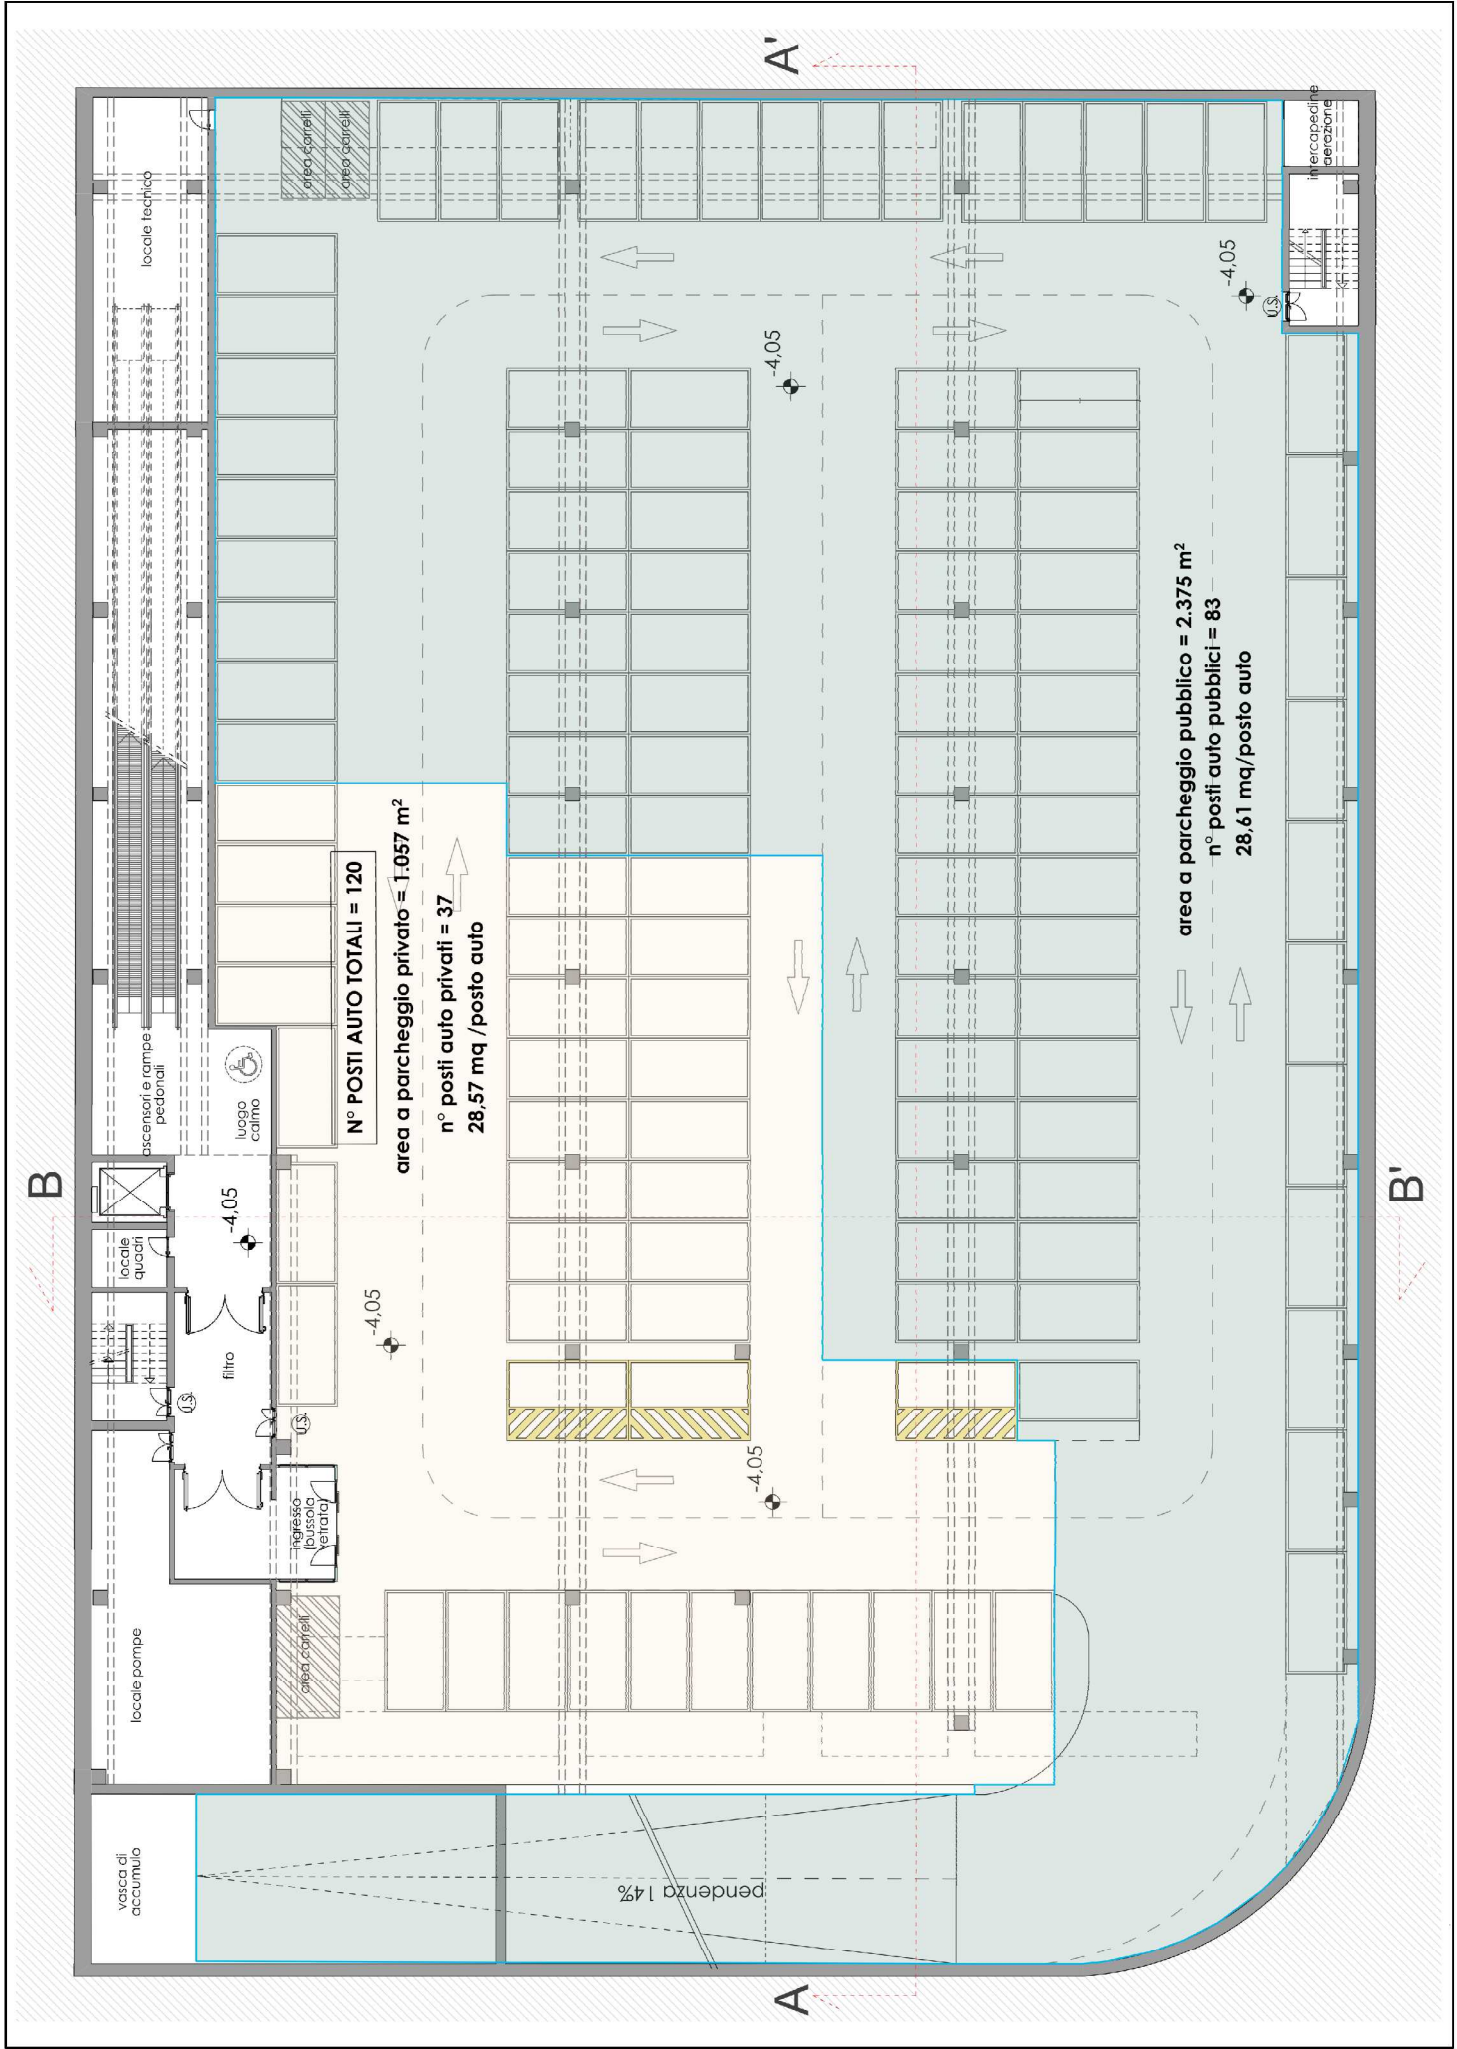 A'
area carrelli
area carrelli
locale tecnico
intercapedine
aerazione
-4,05
U.S.
-4,05
area a parcheggio pubblico = 2.375 m²
n° posti auto pubblici = 83
28,61 mq/posto auto
N° POSTI AUTO TOTALI = 120
area a parcheggio privato = 1.057 m²
n° posti auto privati = 37
28,57 mq /posto auto
ascensori e rampe
pedonali
luogo
calmo
B
B'
-4,05
locale
quadri
-4,05
filtro
U.S.
U.S.
-4,05
ingresso
(bussola
vetrata)
locale pompe
area carrelli
vasca di
accumulo
pendenza 14%
A